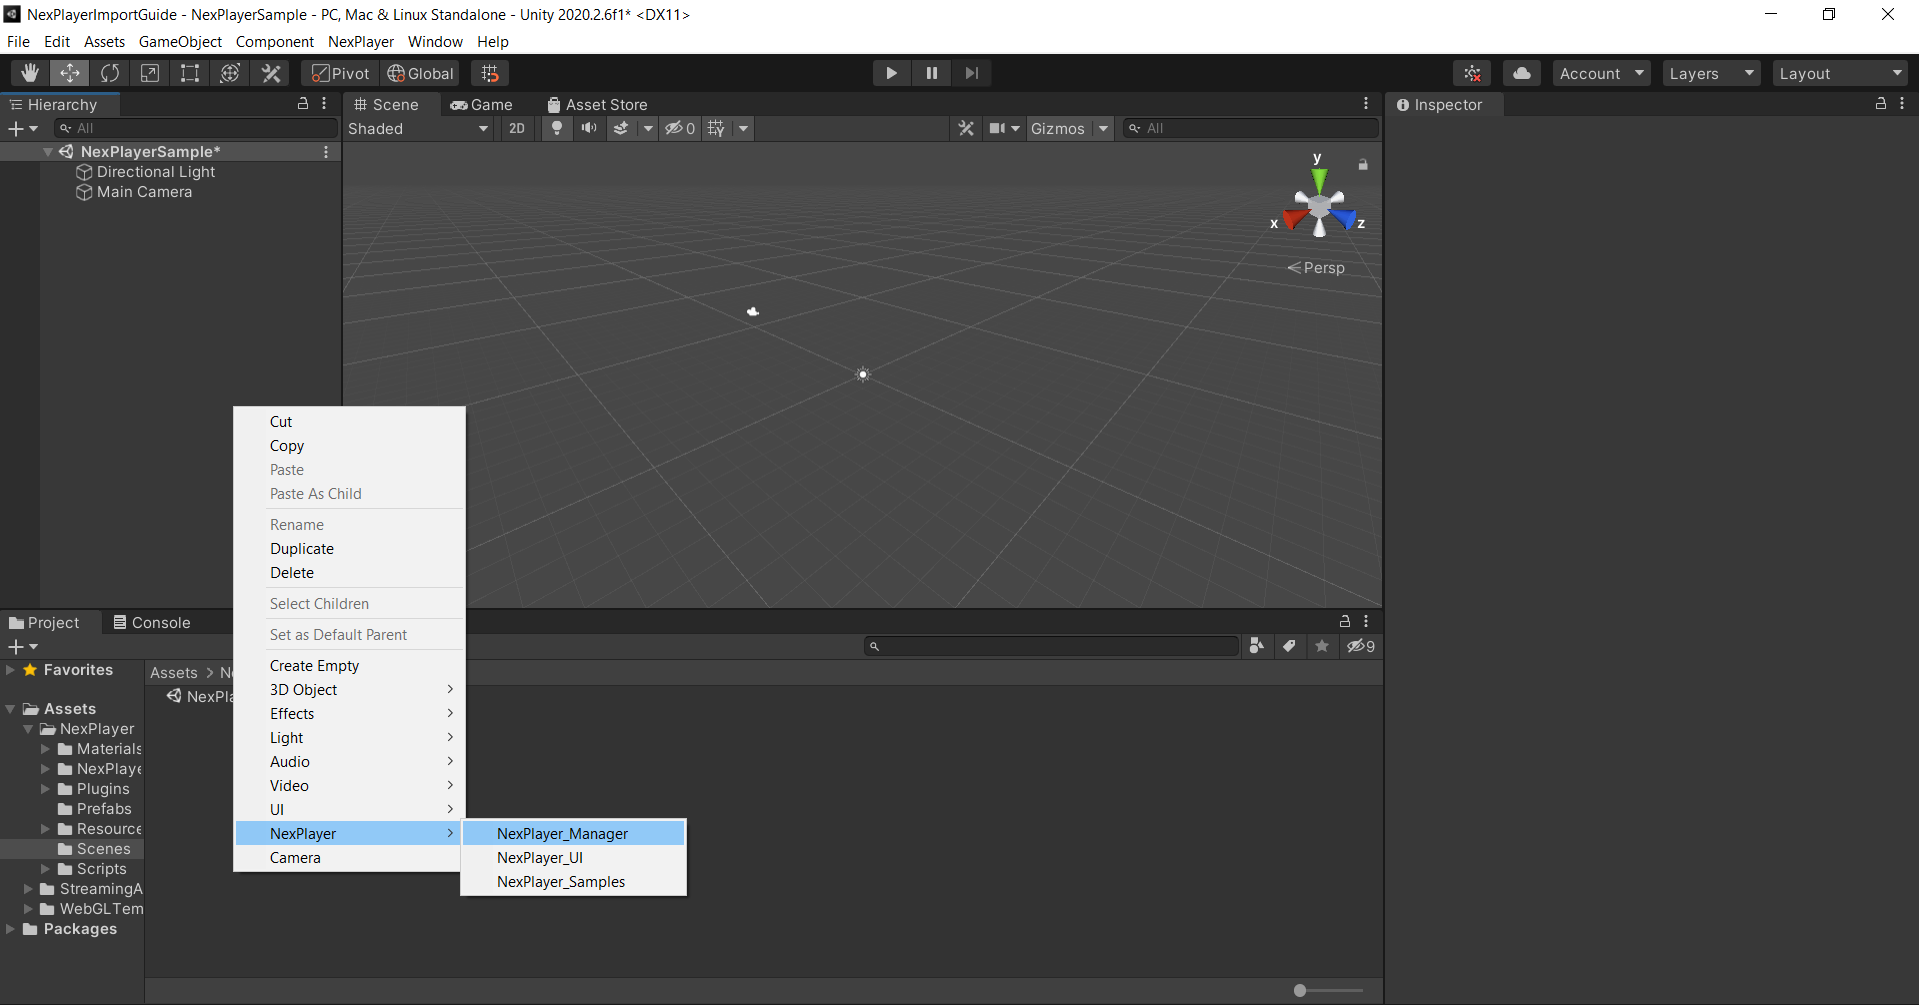 NexPlayerImportGuide - NexPlayerSample - PC, Mac & Linux Standalone - Unity 2020.2.6f1* <DX11>
File Edit Assets GameObject Component NexPlayer Window Help
Pivot Global Account Layers Layout
Hierarchy
All
NexPlayerSample*
Directional Light
Main Camera
Scene Game Asset Store
Shaded 2D 0 Gizmos All
y
x z
Persp
Inspector
Cut
Copy
Paste
Paste As Child
Rename
Duplicate
Delete
Select Children
Set as Default Parent
Create Empty
3D Object
Effects
Light
Audio
Video
UI
NexPlayer
Camera
NexPlayer_Manager
NexPlayer_UI
NexPlayer_Samples
Project Console
9
Favorites
Assets
NexPlayer
Materials
NexPlaye
Plugins
Prefabs
Resource
Scenes
Scripts
StreamingA
WebGLTem
Packages
Assets > Ne
NexPla